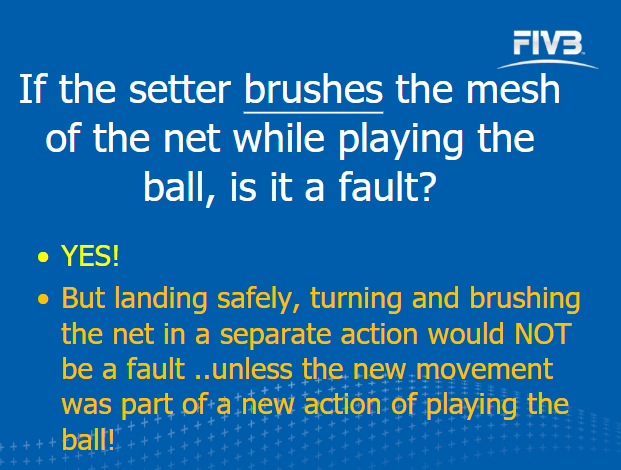 FIVB
If the setter brushes the mesh
of the net while playing the
ball, is it a fault?
• YES!
• But landing safely, turning and brushing
the net in a separate action would NOT
be a fault ..unless the new movement
was part of a new action of playing the
ball!